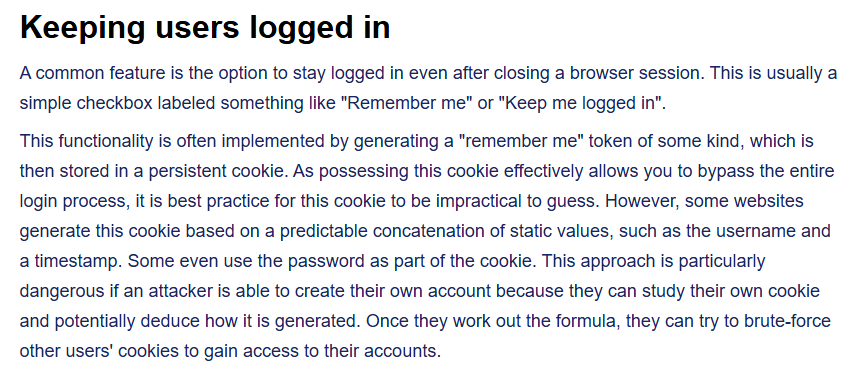 Keeping users logged in
A common feature is the option to stay logged in even after closing a browser session. This is usually a
simple checkbox labeled something like "Remember me" or "Keep me logged in".
This functionality is often implemented by generating a "remember me" token of some kind, which is
then stored in a persistent cookie. As possessing this cookie effectively allows you to bypass the entire
login process, it is best practice for this cookie to be impractical to guess. However, some websites
generate this cookie based on a predictable concatenation of static values, such as the username and
a timestamp. Some even use the password as part of the cookie. This approach is particularly
dangerous if an attacker is able to create their own account because they can study their own cookie
and potentially deduce how it is generated. Once they work out the formula, they can try to brute-force
other users' cookies to gain access to their accounts.